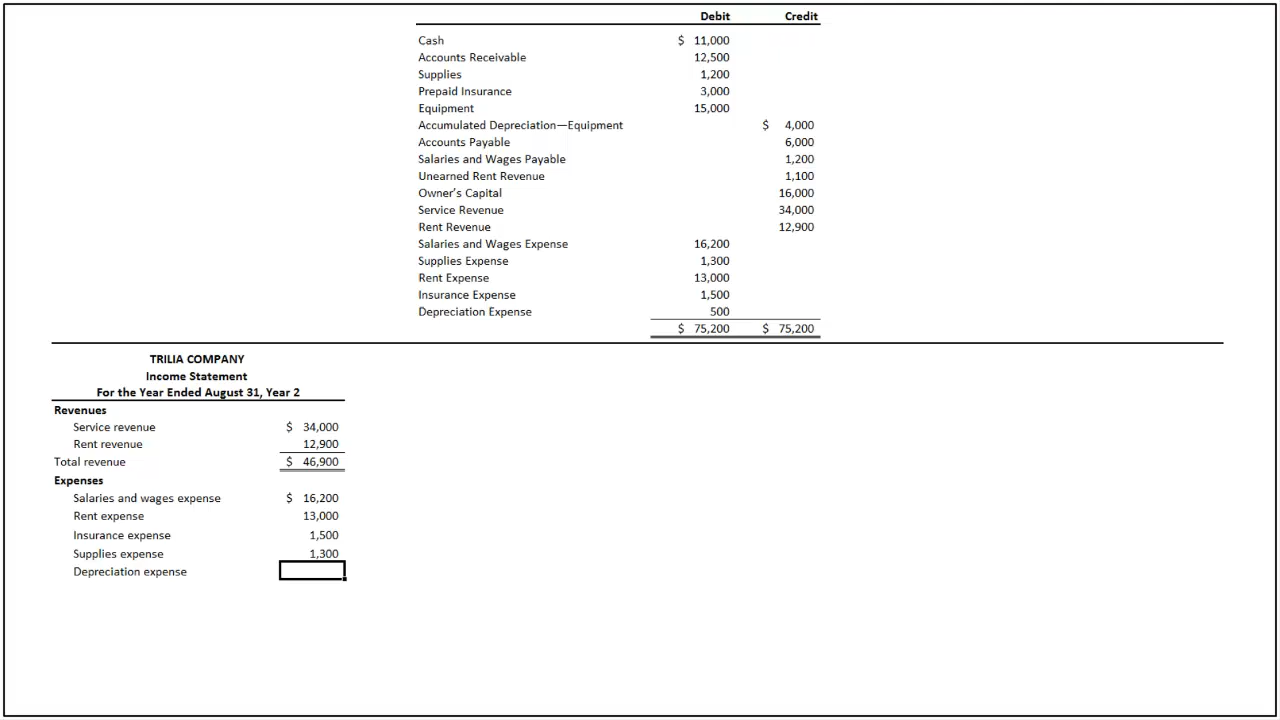 Debit Credit
Cash $ 11,000
Accounts Receivable 12,500
Supplies 1,200
Prepaid Insurance 3,000
Equipment 15,000
Accumulated Depreciation—Equipment $ 4,000
Accounts Payable 6,000
Salaries and Wages Payable 1,200
Unearned Rent Revenue 1,100
Owner's Capital 16,000
Service Revenue 34,000
Rent Revenue 12,900
Salaries and Wages Expense 16,200
Supplies Expense 1,300
Rent Expense 13,000
Insurance Expense 1,500
Depreciation Expense 500
$ 75,200 $ 75,200
TRILIA COMPANY
Income Statement
For the Year Ended August 31, Year 2
Revenues
Service revenue $ 34,000
Rent revenue 12,900
Total revenue $ 46,900
Expenses
Salaries and wages expense $ 16,200
Rent expense 13,000
Insurance expense 1,500
Supplies expense 1,300
Depreciation expense